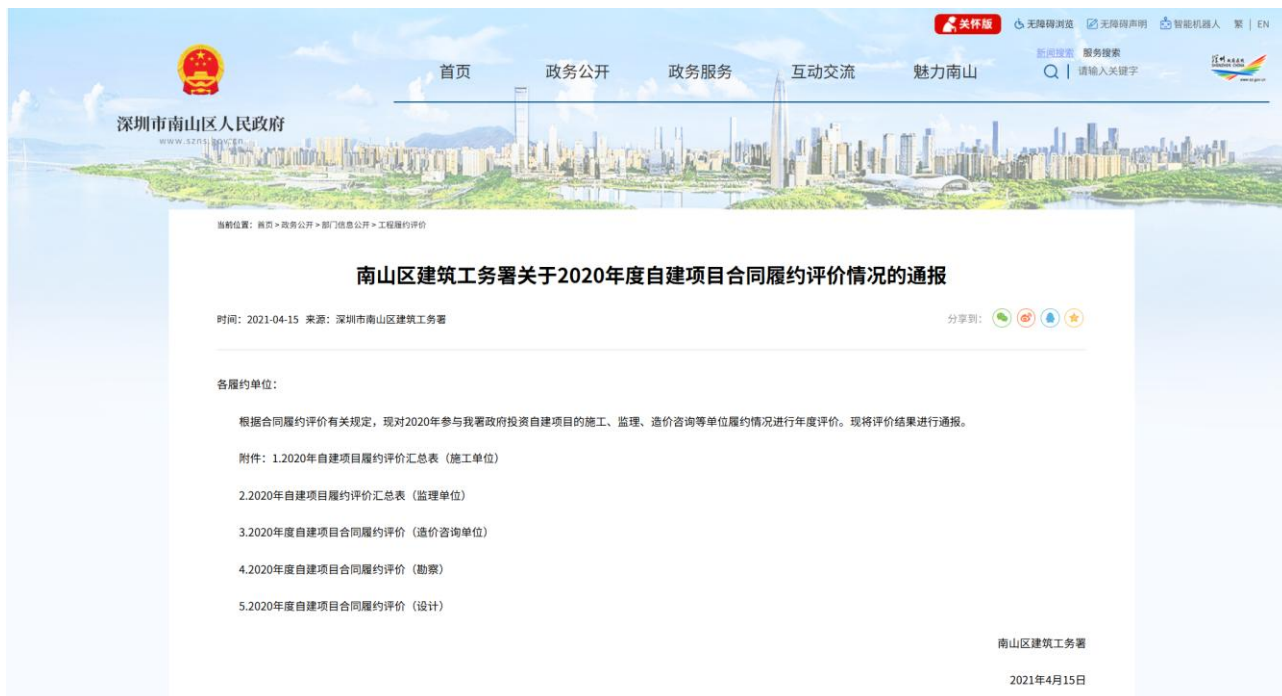 关怀版 无障碍浏览 无障碍声明 智能机器人 繁 | EN
新闻搜索 服务搜索
首页 政务公开 政务服务 互动交流 魅力南山 请输入关键字
深圳市南山区人民政府
www.szns.gov.cn
当前位置：首页 > 政务公开 > 部门信息公开 > 工程履约评价
南山区建筑工务署关于2020年度自建项目合同履约评价情况的通报
时间：2021-04-15 来源：深圳市南山区建筑工务署 分享到：
各履约单位：
根据合同履约评价有关规定，现对2020年参与我署政府投资自建项目的施工、监理、造价咨询等单位履约情况进行年度评价。现将评价结果进行通报。
附件：1.2020年自建项目履约评价汇总表（施工单位）
2.2020年自建项目履约评价汇总表（监理单位）
3.2020年度自建项目合同履约评价（造价咨询单位）
4.2020年度自建项目合同履约评价（勘察）
5.2020年度自建项目合同履约评价（设计）
南山区建筑工务署
2021年4月15日